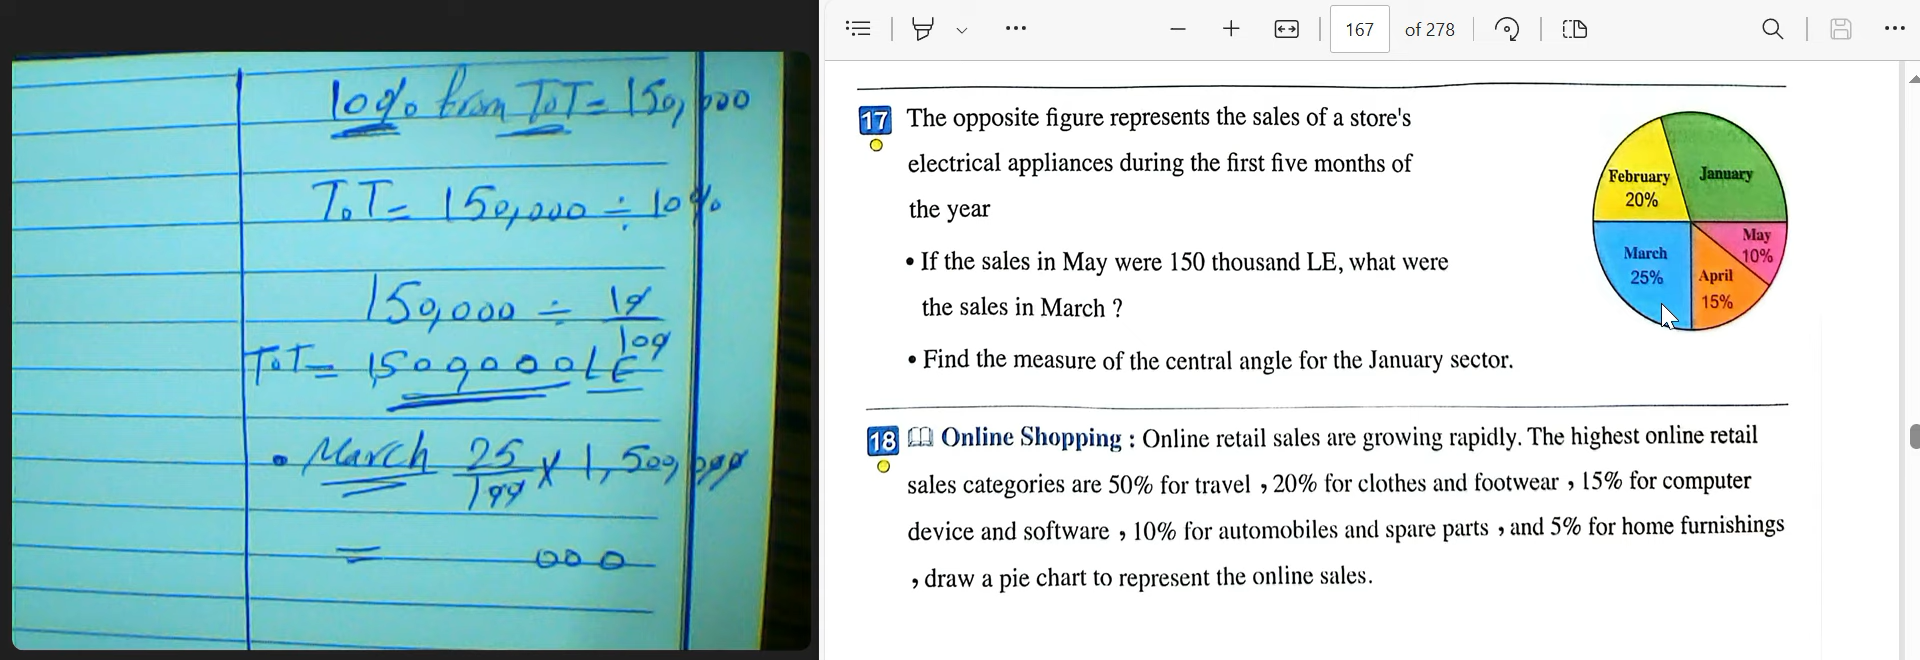 10% from ToT = 150,000
ToT = 150,000 ÷ 10%
150,000 ÷ 10/100
ToT = 1,500,000 LE
• March 25/100 × 1,500,000
= 000
167 of 278
17 The opposite figure represents the sales of a store's
electrical appliances during the first five months of
the year
• If the sales in May were 150 thousand LE, what were
the sales in March ?
• Find the measure of the central angle for the January sector.
January
February
20%
May
10%
March
25%
April
15%
18 Online Shopping : Online retail sales are growing rapidly. The highest online retail
sales categories are 50% for travel , 20% for clothes and footwear , 15% for computer
device and software , 10% for automobiles and spare parts , and 5% for home furnishings
, draw a pie chart to represent the online sales.